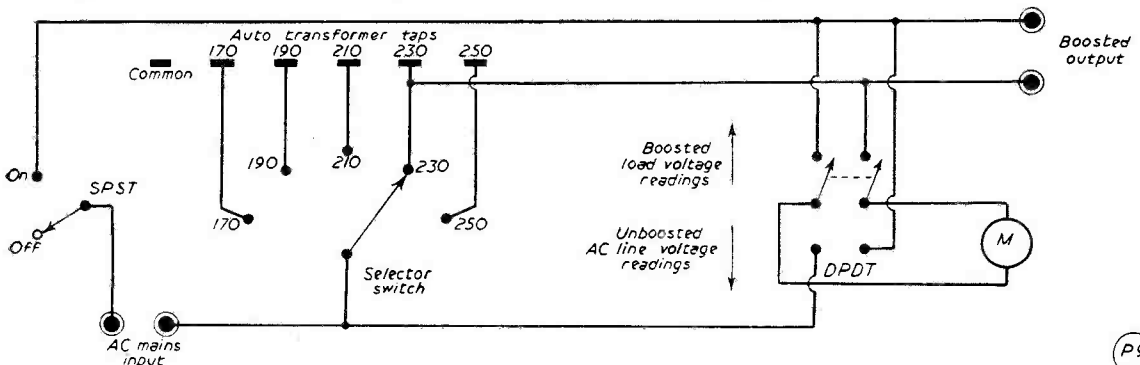 Auto transformer taps
Common
170 190 210 230 250
Boosted
output
On
SPST
Off
190
210
230
170
250
Selector
switch
AC mains
input
Boosted
load voltage
readings
Unboosted
AC line voltage
readings
DPDT
M